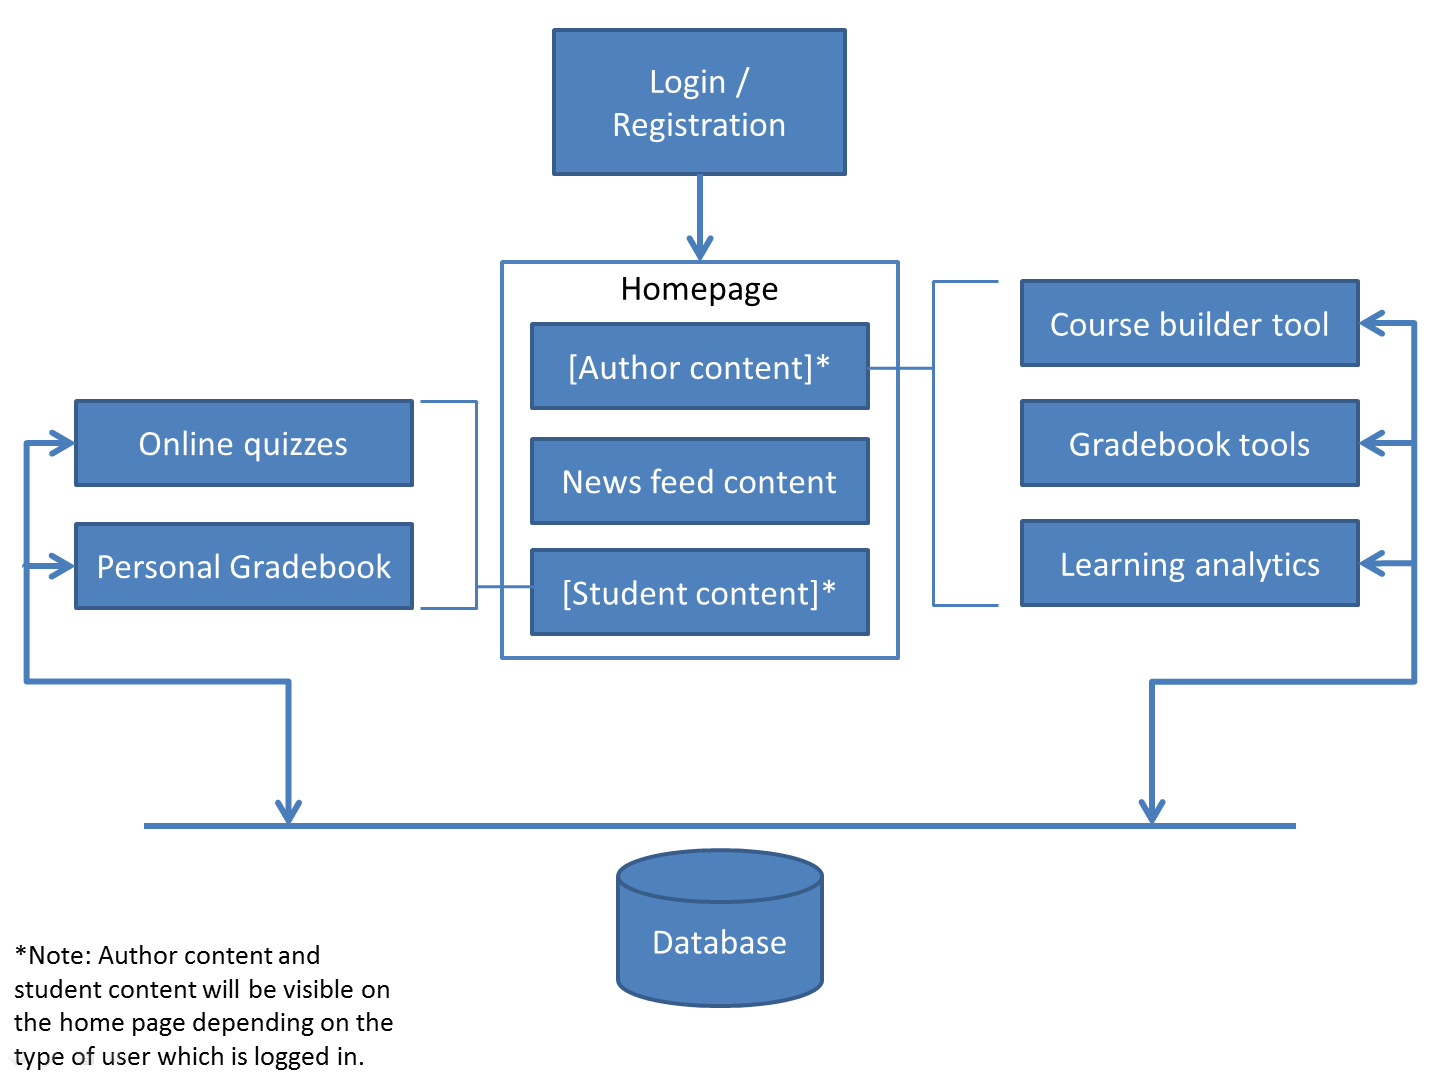 Login /
Registration
Homepage
[Author content]*
News feed content
[Student content]*
Online quizzes
Personal Gradebook
Course builder tool
Gradebook tools
Learning analytics
Database
*Note: Author content and
student content will be visible on
the home page depending on the
type of user which is logged in.